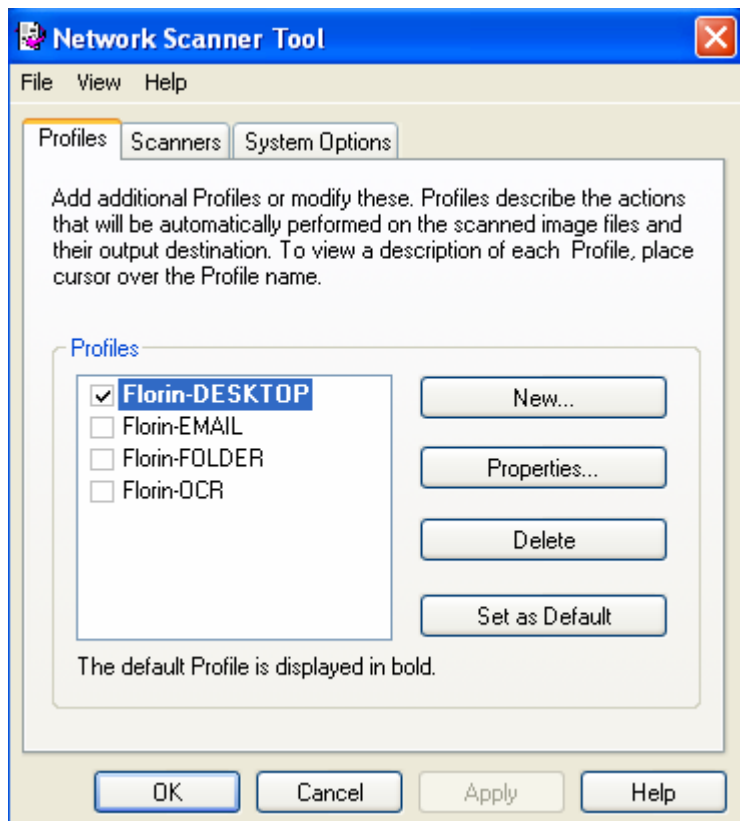 Network Scanner Tool
File View Help
Profiles Scanners System Options
Add additional Profiles or modify these. Profiles describe the actions
that will be automatically performed on the scanned image files and
their output destination. To view a description of each Profile, place
cursor over the Profile name.
Profiles
Florin-DESKTOP
Florin-EMAIL
Florin-FOLDER
Florin-OCR
New...
Properties...
Delete
Set as Default
The default Profile is displayed in bold.
OK Cancel Apply Help